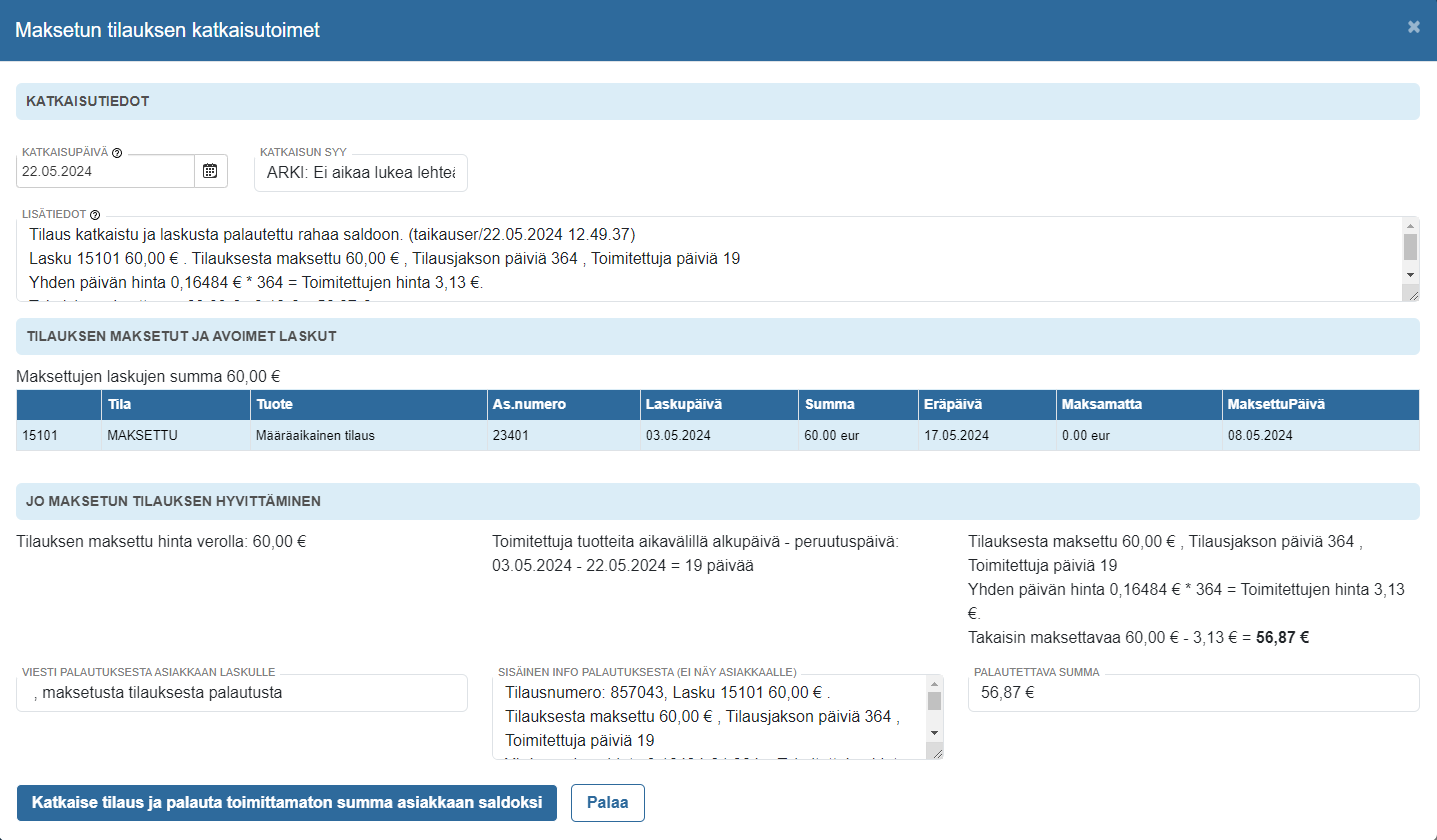 Maksetun tilauksen katkaisutoimet
KATKAISUTIEDOT
KATKAISUPÄIVÄ
22.05.2024
KATKAISUN SYY
ARKI: Ei aikaa lukea lehteä
LISÄTIEDOT
Tilaus katkaistu ja laskusta palautettu rahaa saldoon. (taikauser/22.05.2024 12.49.37)
Lasku 15101 60,00 € . Tilauksesta maksettu 60,00 € , Tilausjakson päiviä 364 , Toimitettuja päiviä 19
Yhden päivän hinta 0,16484 € * 364 = Toimitettujen hinta 3,13 €.
TILAUKSEN MAKSETUT JA AVOIMET LASKUT
Maksettujen laskujen summa 60,00 €
Tila Tuote As.numero Laskupäivä Summa Eräpäivä Maksamatta MaksettuPäivä
15101 MAKSETTU Määräaikainen tilaus 23401 03.05.2024 60.00 eur 17.05.2024 0.00 eur 08.05.2024
JO MAKSETUN TILAUKSEN HYVITTÄMINEN
Tilauksen maksettu hinta verolla: 60,00 €
Toimitettuja tuotteita aikavälillä alkupäivä - peruutuspäivä:
03.05.2024 - 22.05.2024 = 19 päivää
Tilauksesta maksettu 60,00 € , Tilausjakson päiviä 364 ,
Toimitettuja päiviä 19
Yhden päivän hinta 0,16484 € * 364 = Toimitettujen hinta 3,13
€.
Takaisin maksettavaa 60,00 € - 3,13 € = 56,87 €
VIESTI PALAUTUKSESTA ASIAKKAAN LASKULLE
, maksetusta tilauksesta palautusta
SISÄINEN INFO PALAUTUKSESTA (EI NÄY ASIAKKAALLE)
Tilausnumero: 857043, Lasku 15101 60,00 € .
Tilauksesta maksettu 60,00 € , Tilausjakson päiviä 364 ,
Toimitettuja päiviä 19
PALAUTETTAVA SUMMA
56,87 €
Katkaise tilaus ja palauta toimittamaton summa asiakkaan saldoksi
Palaa